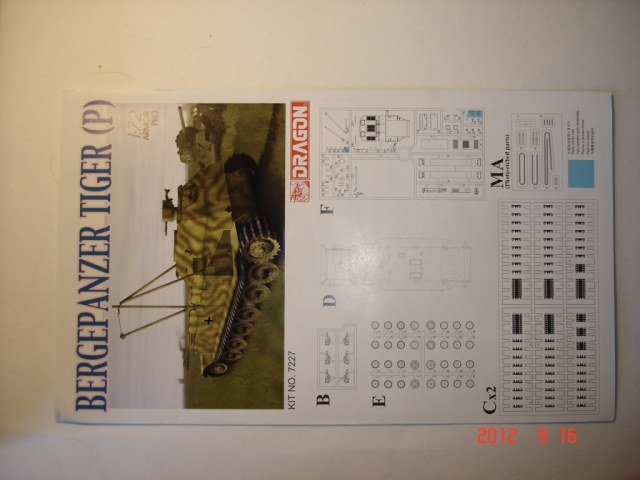 BERGEPANZER TIGER (P)
1/72
ARMOR PRO
DRAGON
KIT NO. 7227
B
D
F
E
MA
(Photo-etched parts)
Cx2
2012 9 16